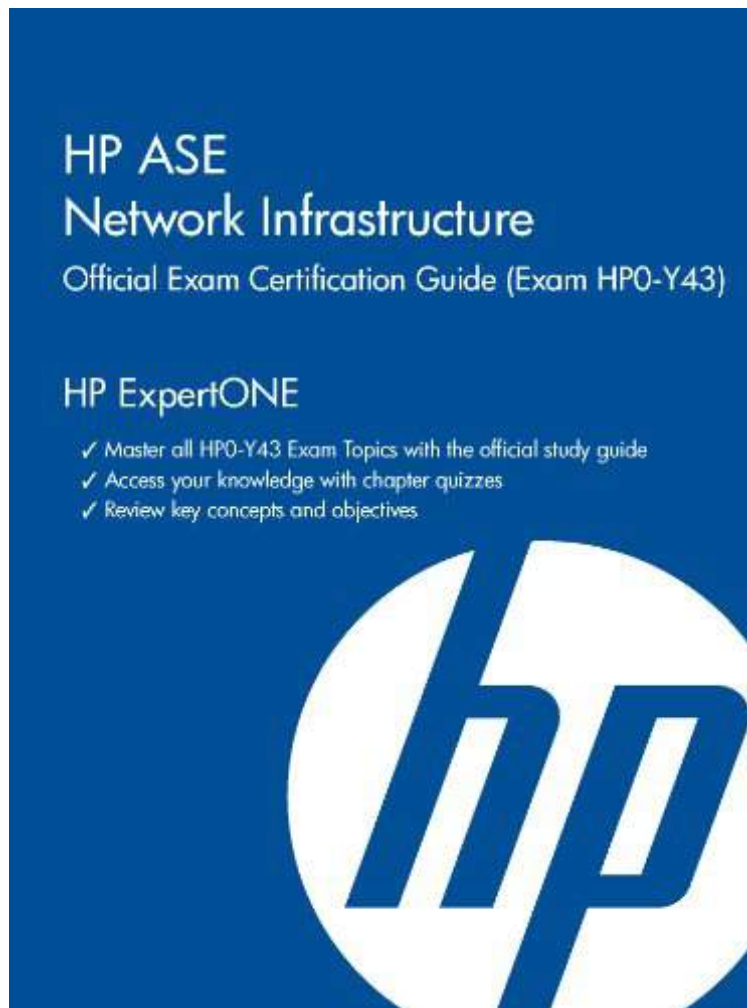 HP ASE
Network Infrastructure
Official Exam Certification Guide (Exam HP0-Y43)
HP ExpertONE
✓ Master all HP0-Y43 Exam Topics with the official study guide
✓ Access your knowledge with chapter quizzes
✓ Review key concepts and objectives
hp